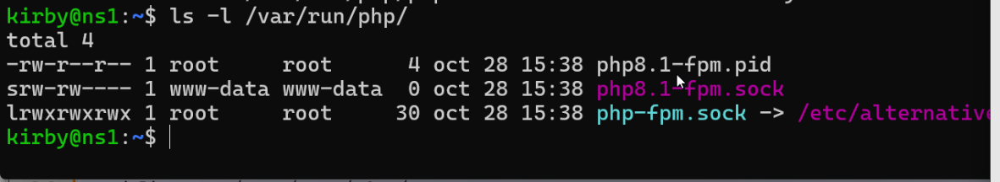 kirby@ns1:~$ ls -l /var/run/php/
total 4
-rw-r--r-- 1 root     root      4 oct 28 15:38 php8.1-fpm.pid
srw-rw---- 1 www-data www-data  0 oct 28 15:38 php8.1-fpm.sock
lrwxrwxrwx 1 root     root     30 oct 28 15:38 php-fpm.sock -> /etc/alternative
kirby@ns1:~$